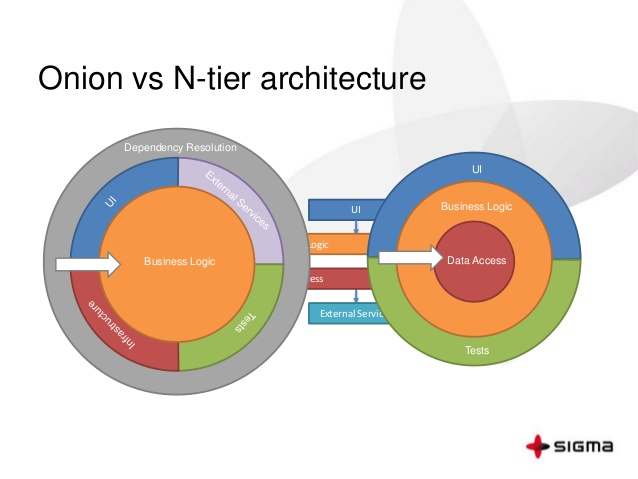 Onion vs N-tier architecture
Dependency Resolution
UI
External Services
Business Logic
Infrastructure
Tests
UI
Logic
ess
External Servic
UI
Business Logic
Data Access
Tests
SIGMA